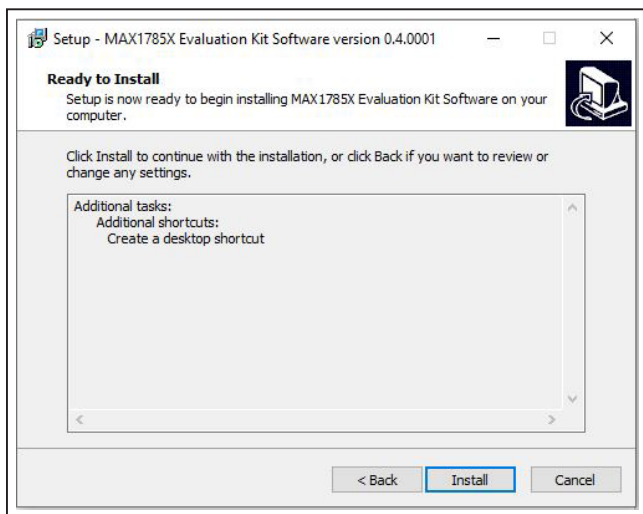 Setup - MAX1785X Evaluation Kit Software version 0.4.0001
Ready to Install
Setup is now ready to begin installing MAX1785X Evaluation Kit Software on your
computer.
Click Install to continue with the installation, or click Back if you want to review or
change any settings.
Additional tasks:
Additional shortcuts:
Create a desktop shortcut
< Back
Install
Cancel